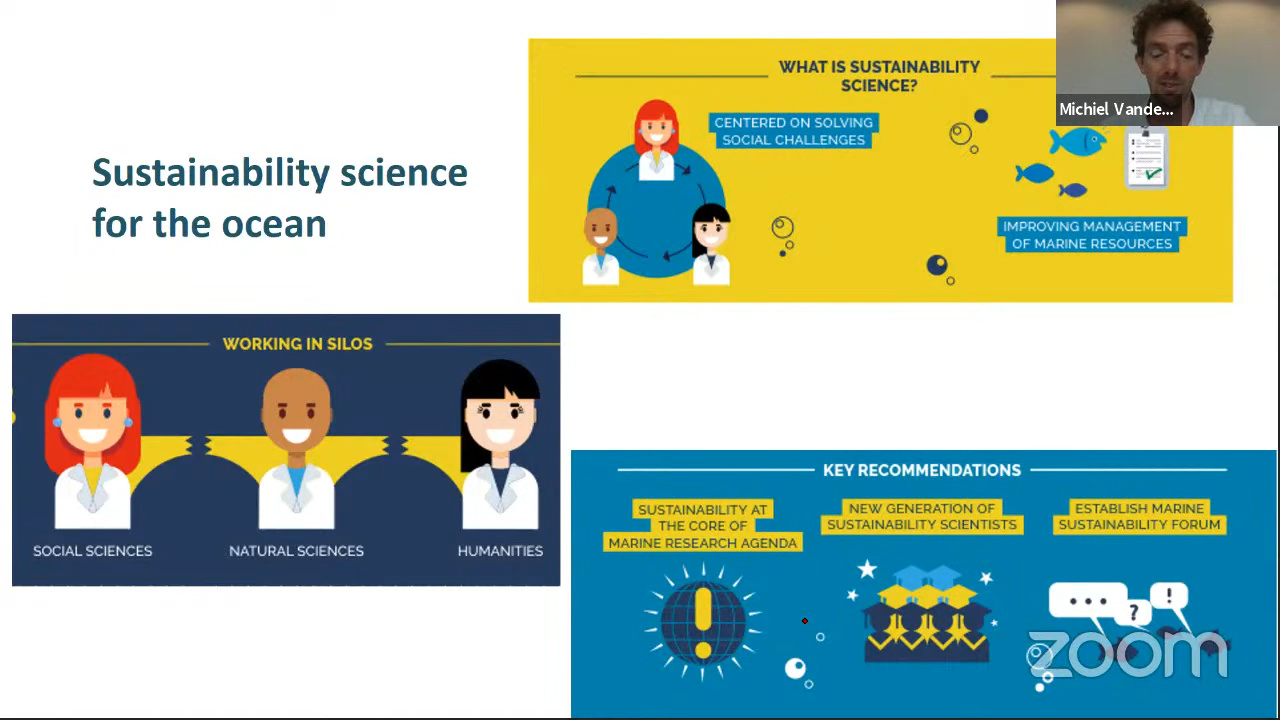 Sustainability science
for the ocean
WHAT IS SUSTAINABILITY
SCIENCE?
CENTERED ON SOLVING
SOCIAL CHALLENGES
IMPROVING MANAGEMENT
OF MARINE RESOURCES
Michiel Vande...
WORKING IN SILOS
SOCIAL SCIENCES
NATURAL SCIENCES
HUMANITIES
KEY RECOMMENDATIONS
SUSTAINABILITY AT
THE CORE OF
MARINE RESEARCH AGENDA
NEW GENERATION OF
SUSTAINABILITY SCIENTISTS
ESTABLISH MARINE
SUSTAINABILITY FORUM
...
?
!
zoom